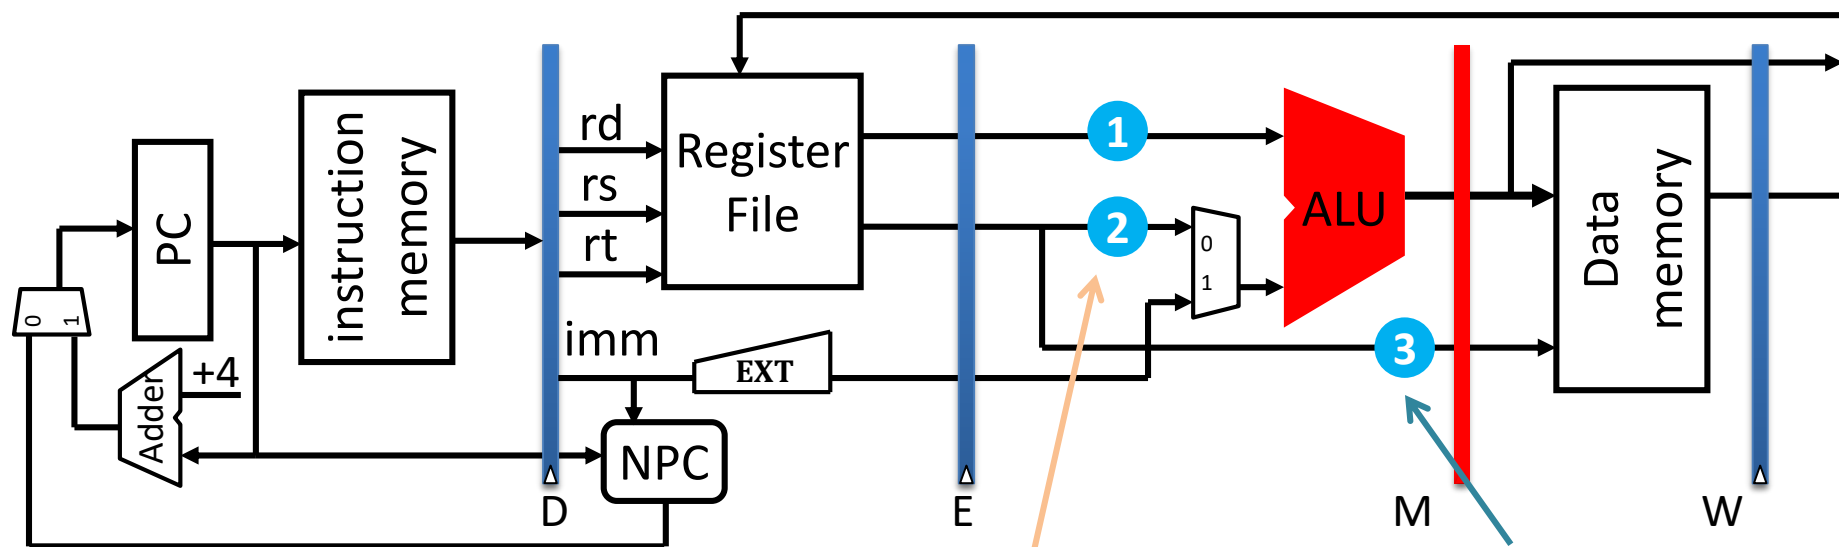 PC
0
1
Adder
+4
instruction
memory
D
rd
rs
rt
imm
Register
File
EXT
NPC
E
1
2
0
1
ALU
3
M
Data
memory
W